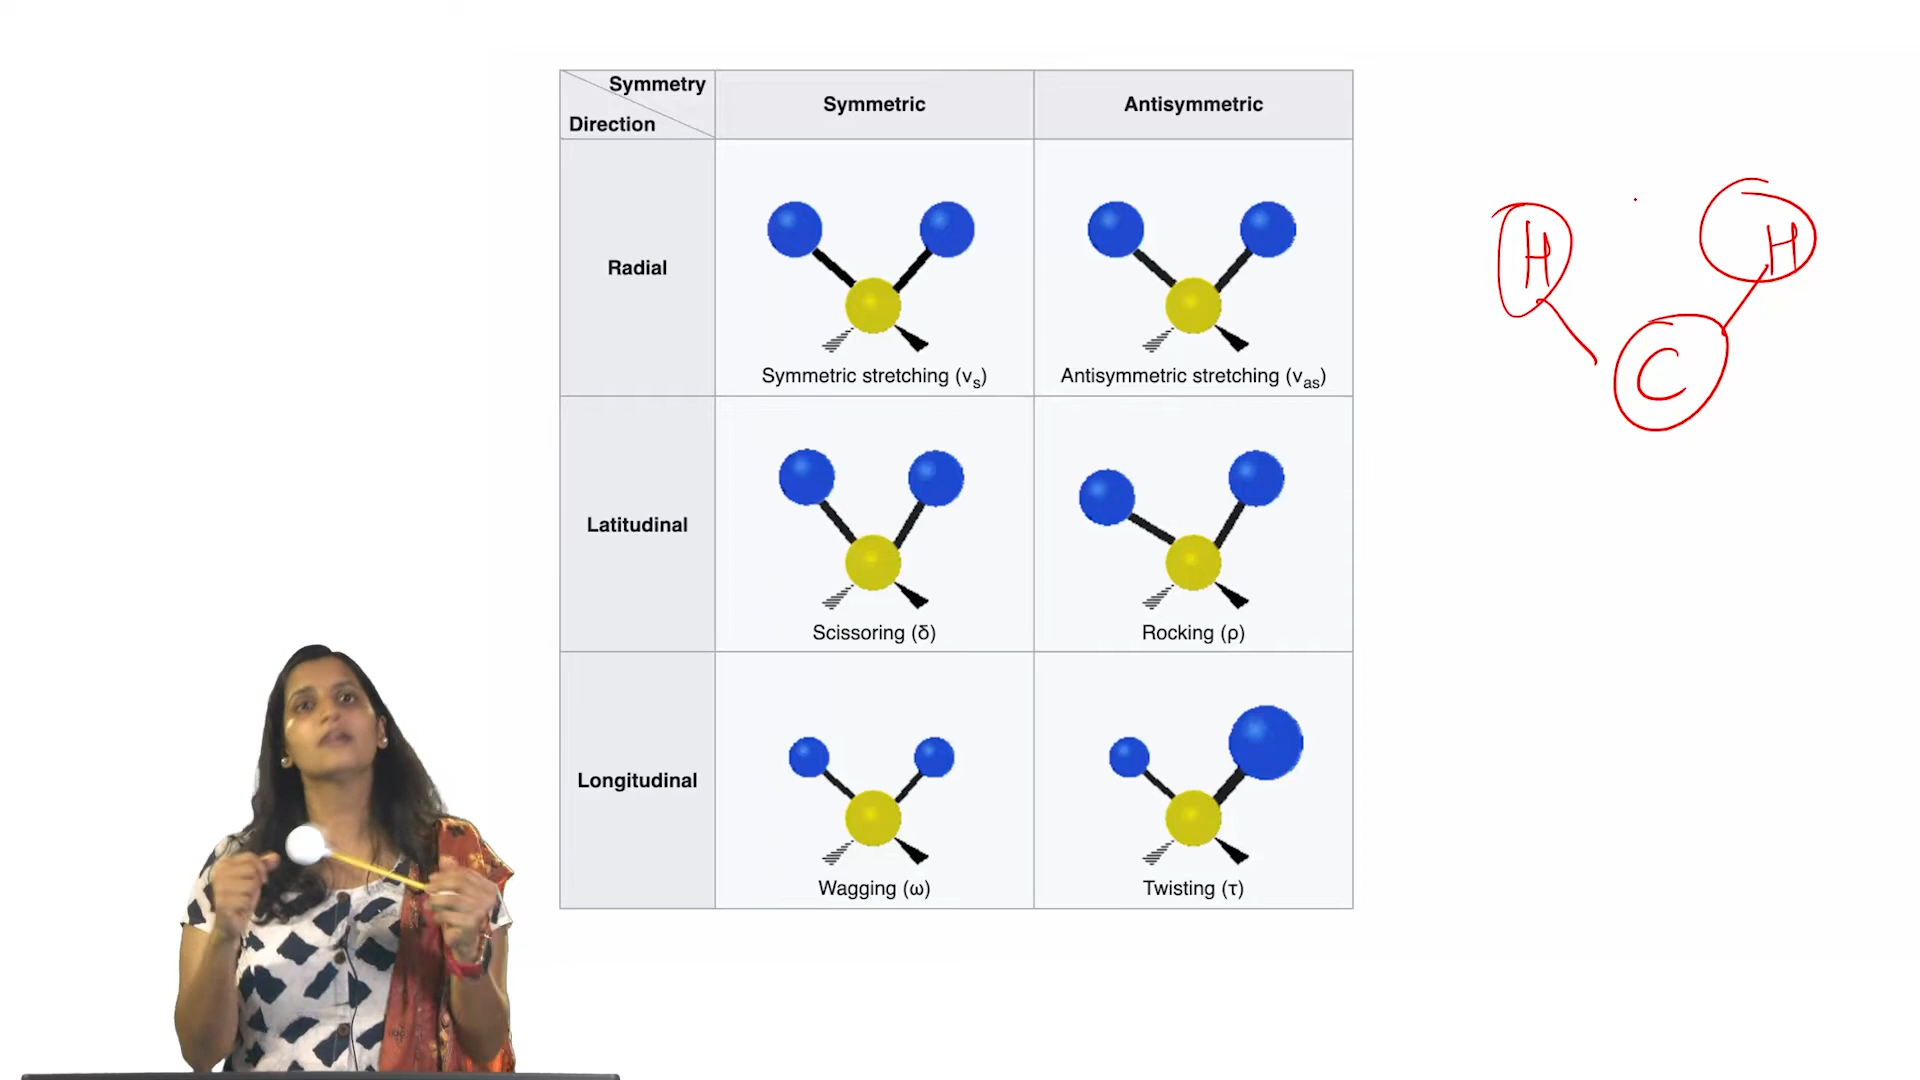 Symmetry
Direction
Symmetric
Antisymmetric
Radial
Symmetric stretching (νs)
Antisymmetric stretching (νas)
Latitudinal
Scissoring (δ)
Rocking (ρ)
Longitudinal
Wagging (ω)
Twisting (τ)
H
H
C